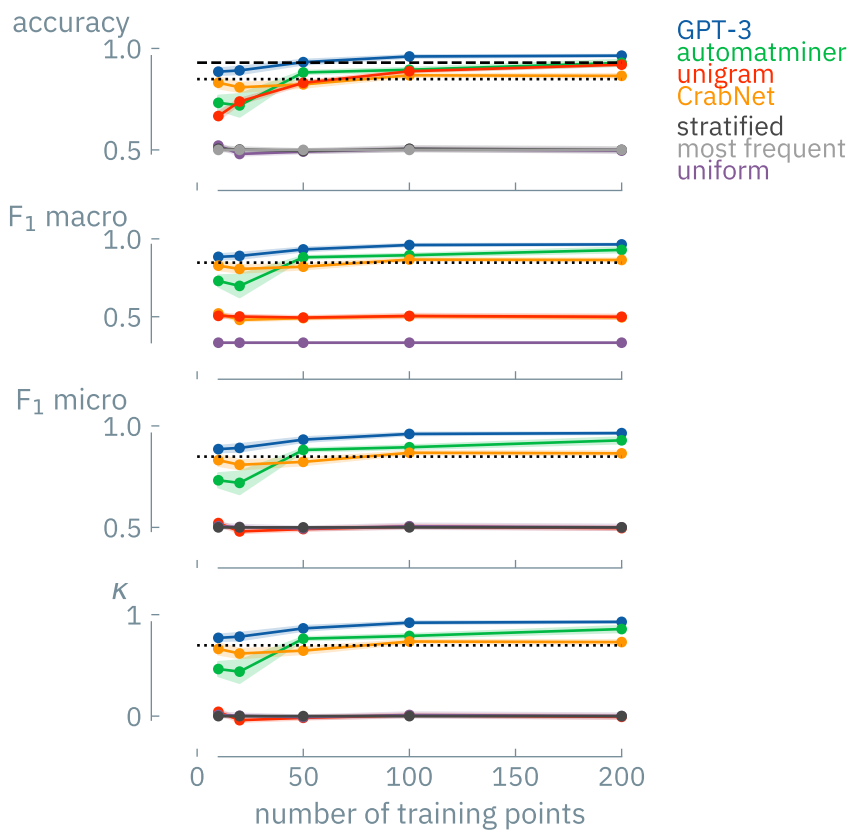 accuracy
1.0
0.5
GPT-3
automatminer
unigram
CrabNet
stratified
most frequent
uniform
F1 macro
1.0
0.5
F1 micro
1.0
0.5
κ
1
0
0 50 100 150 200
number of training points